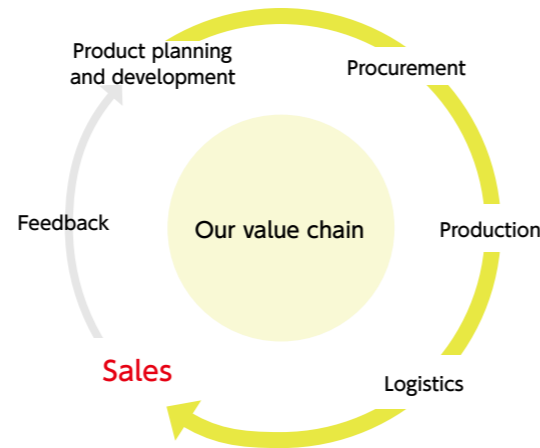 Product planning
and development
Procurement
Feedback
Our value chain
Production
Sales
Logistics